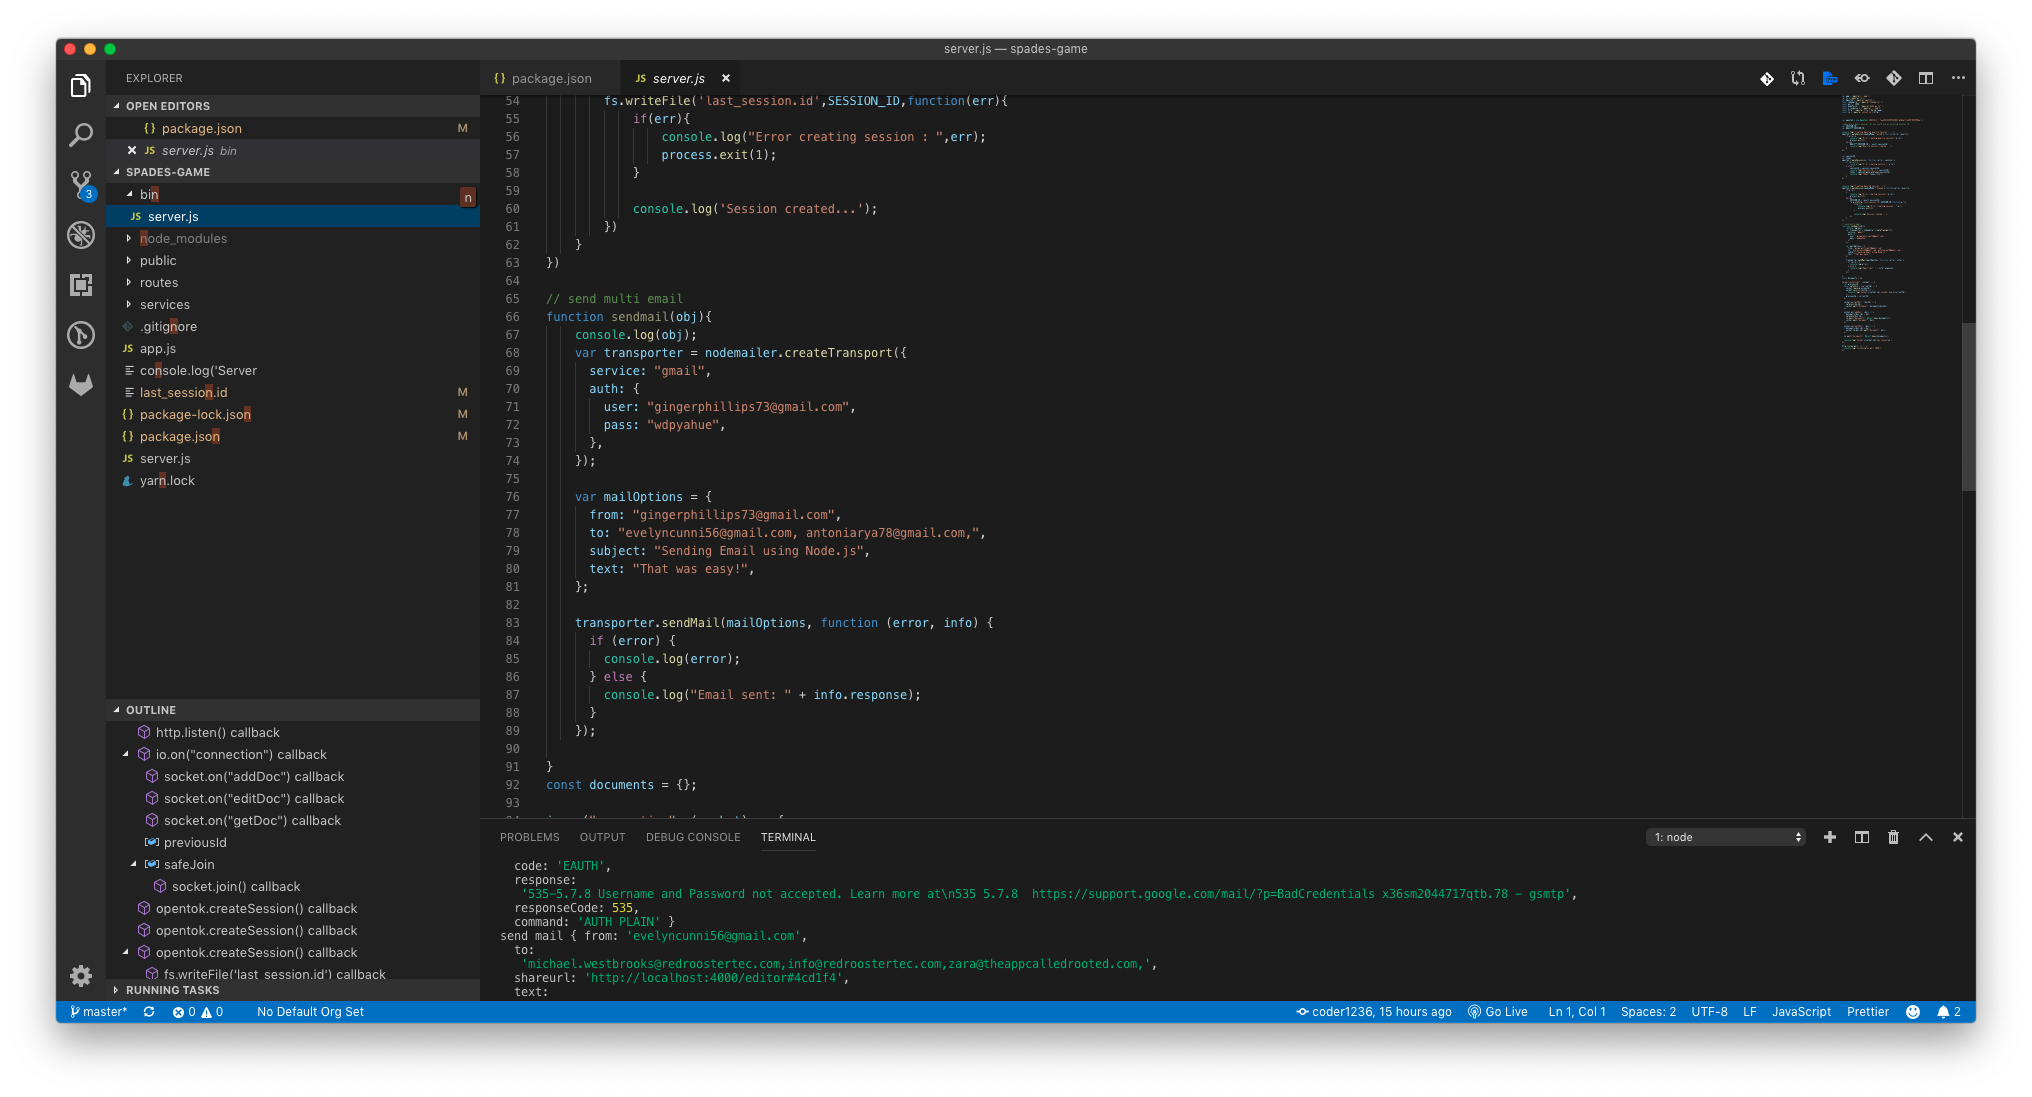 server.js — spades-game
EXPLORER
OPEN EDITORS
{} package.json M
✕ JS server.js bin
SPADES-GAME
bin
n
JS server.js
node_modules
public
routes
services
.gitignore
JS app.js
console.log('Server
last_session.id M
{} package-lock.json M
{} package.json M
JS server.js
yarn.lock
3
OUTLINE
http.listen() callback
io.on("connection") callback
socket.on("addDoc") callback
socket.on("editDoc") callback
socket.on("getDoc") callback
previousId
safeJoin
socket.join() callback
opentok.createSession() callback
opentok.createSession() callback
opentok.createSession() callback
fs.writeFile('last_session.id') callback
RUNNING TASKS
{} package.json JS server.js ✕
54 fs.writeFile('last_session.id',SESSION_ID,function(err){
55 if(err){
56 console.log("Error creating session : ",err);
57 process.exit(1);
58 }
59
60 console.log('Session created...');
61 })
62 }
63 })
64
65 // send multi email
66 function sendmail(obj){
67 console.log(obj);
68 var transporter = nodemailer.createTransport({
69 service: "gmail",
70 auth: {
71 user: "gingerphillips73@gmail.com",
72 pass: "wdpyahue",
73 },
74 });
75
76 var mailOptions = {
77 from: "gingerphillips73@gmail.com",
78 to: "evelyncunni56@gmail.com, antoniarya78@gmail.com,",
79 subject: "Sending Email using Node.js",
80 text: "That was easy!",
81 };
82
83 transporter.sendMail(mailOptions, function (error, info) {
84 if (error) {
85 console.log(error);
86 } else {
87 console.log("Email sent: " + info.response);
88 }
89 });
90
91 }
92 const documents = {};
93
PROBLEMS OUTPUT DEBUG CONSOLE TERMINAL 1: node
code: 'EAUTH',
response:
'535-5.7.8 Username and Password not accepted. Learn more at\n535 5.7.8  https://support.google.com/mail/?p=BadCredentials x36sm2044717qtb.78 - gsmtp',
responseCode: 535,
command: 'AUTH PLAIN' }
send mail { from: 'evelyncunni56@gmail.com',
to:
'michael.westbrooks@redroostertec.com,info@redroostertec.com,zara@theappcalledrooted.com,',
shareurl: 'http://localhost:4000/editor#4cd1f4',
text:
master* 0 0 No Default Org Set coder1236, 15 hours ago Go Live Ln 1, Col 1 Spaces: 2 UTF-8 LF JavaScript Prettier 2